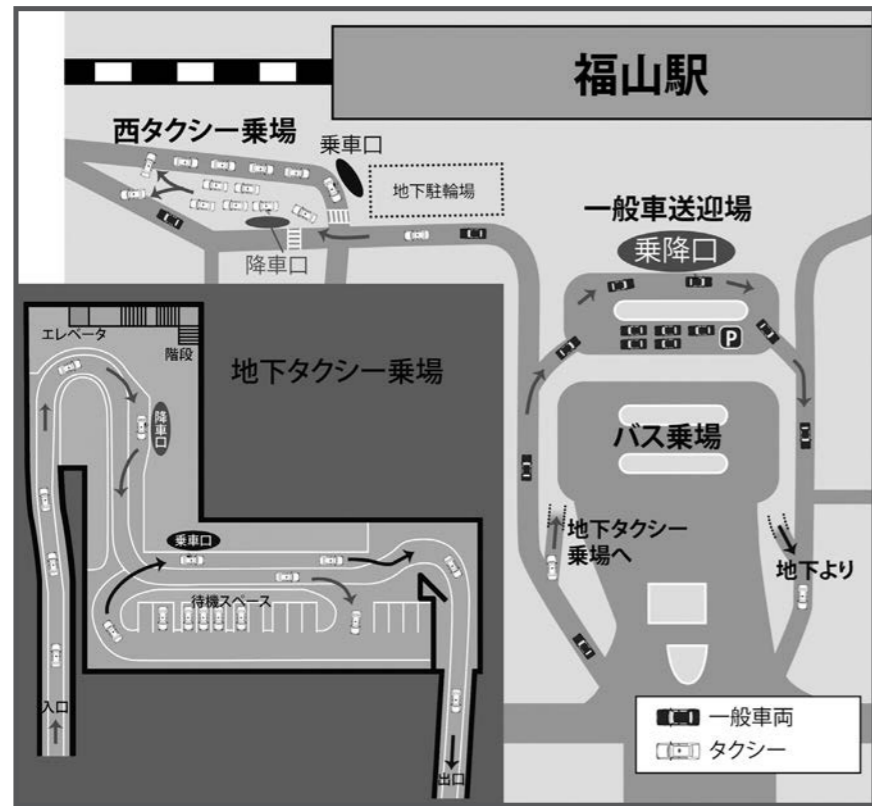 福山駅
西タクシー乗場
乗車口
地下駐輪場
一般車送迎場
乗降口
降車口
P
エレベータ
階段
地下タクシー乗場
降車口
バス乗場
乗車口
地下タクシー
乗場へ
地下より
待機スペース
入口
出口
一般車両
タクシー